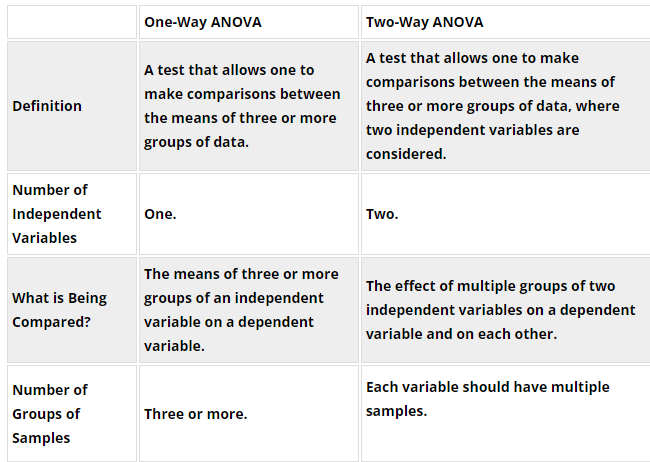 One-Way ANOVA
Two-Way ANOVA
Definition
A test that allows one to
make comparisons between
the means of three or more
groups of data.
A test that allows one to make
comparisons between the means of
three or more groups of data, where
two independent variables are
considered.
Number of
Independent
Variables
One.
Two.
What is Being
Compared?
The means of three or more
groups of an independent
variable on a dependent
variable.
The effect of multiple groups of two
independent variables on a dependent
variable and on each other.
Number of
Groups of
Samples
Three or more.
Each variable should have multiple
samples.